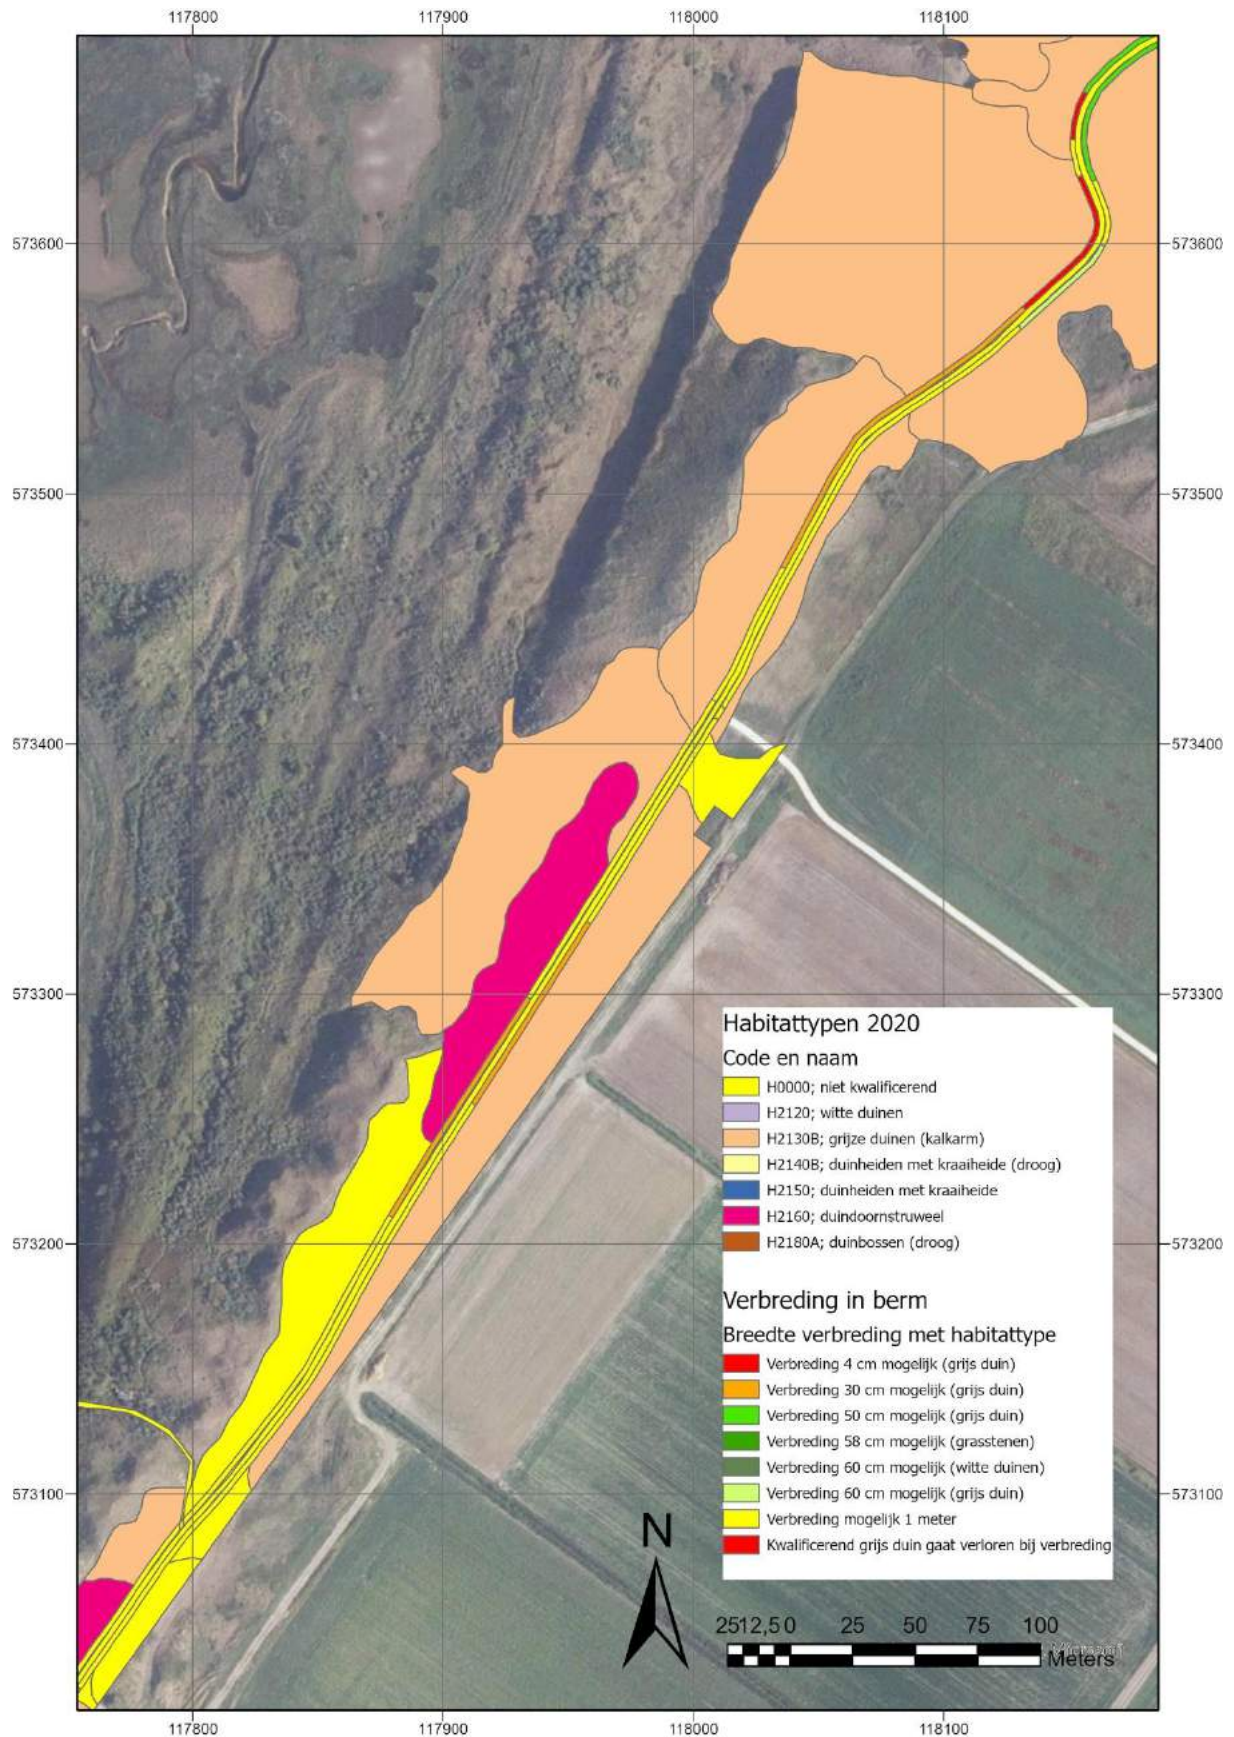 117800 117900 118000 118100
573600 573600
573500 573500
573400 573400
573300 573300
573200 573200
573100 573100
Habitattypen 2020
Code en naam
H0000; niet kwalificerend
H2120; witte duinen
H2130B; grijze duinen (kalkarm)
H2140B; duinheiden met kraaiheide (droog)
H2150; duinheiden met kraaiheide
H2160; duindoornstruweel
H2180A; duinbossen (droog)
Verbreding in berm
Breedte verbreding met habitattype
Verbreding 4 cm mogelijk (grijs duin)
Verbreding 30 cm mogelijk (grijs duin)
Verbreding 50 cm mogelijk (grijs duin)
Verbreding 58 cm mogelijk (grasstenen)
Verbreding 60 cm mogelijk (witte duinen)
Verbreding 60 cm mogelijk (grijs duin)
Verbreding mogelijk 1 meter
Kwalificerend grijs duin gaat verloren bij verbreding
N
25 12,5 0 25 50 75 100
Meters
117800 117900 118000 118100